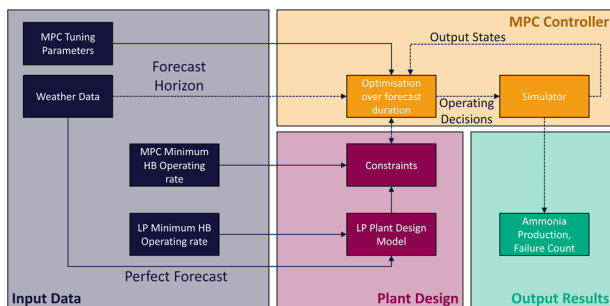 MPC Controller
MPC Tuning
Parameters
Output States
Forecast
Horizon
Weather Data
Optimisation
over forecast
duration
Operating
Decisions
Simulator
MPC Minimum
HB Operating
rate
Constraints
LP Minimum HB
Operating rate
LP Plant Design
Model
Ammonia
Production,
Failure Count
Perfect Forecast
Input Data
Plant Design
Output Results